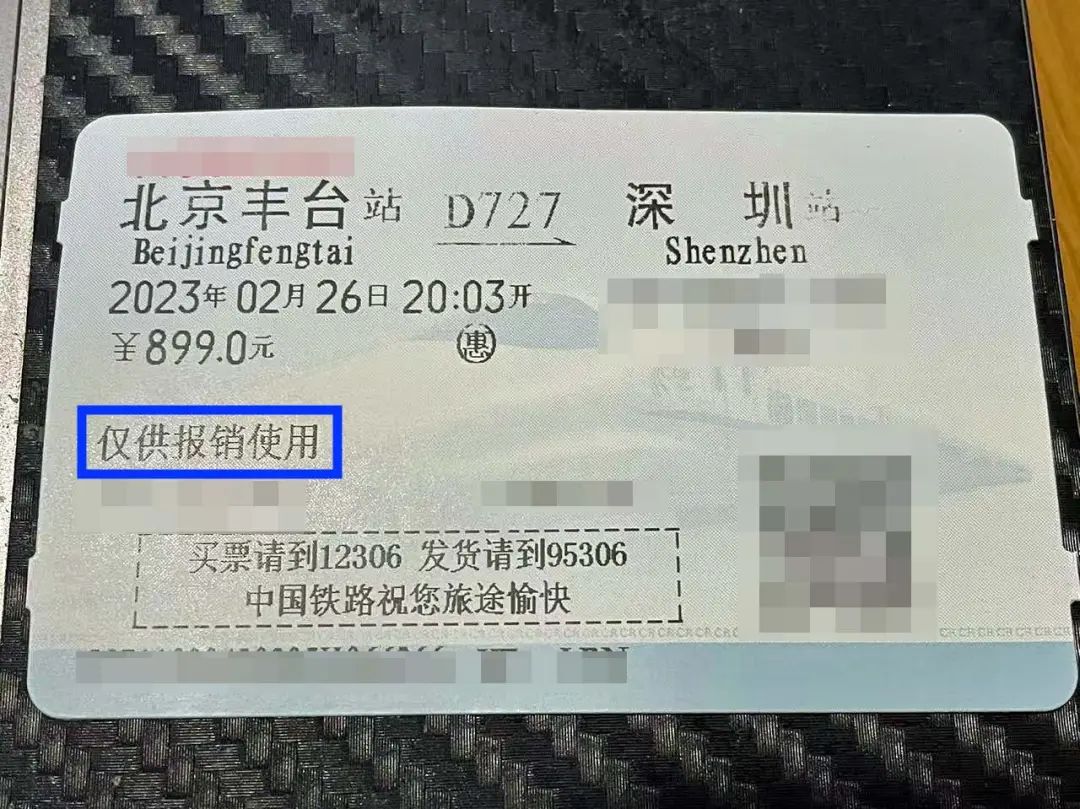 北京丰台站 D727 深圳站
Beijingfengtai Shenzhen
2023年02月26日20:03开
¥899.0元 惠
仅供报销使用
买票请到12306 发货请到95306
中国铁路祝您旅途愉快
CRCRCRCRCR